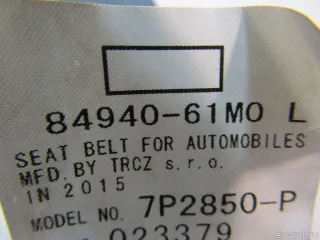 84940-61M0 L
SEAT BELT FOR AUTOMOBILES
MFD. BY TRCZ s.r.o.
IN 2015
MODEL NO. 7P2850-P
023379